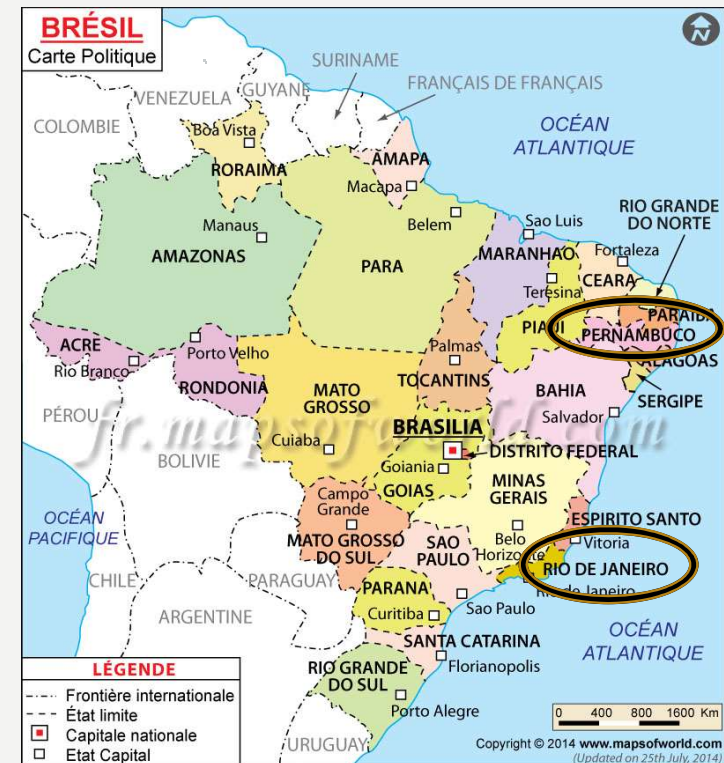 BRÉSIL
Carte Politique
SURINAME
GUYANE
FRANÇAIS DE FRANÇAIS
VENEZUELA
COLOMBIE
OCÉAN
ATLANTIQUE
Boa Vista
RORAIMA
AMAPA
Macapa
RIO GRANDE
DO NORTE
Manaus
Belem
Sao Luis
AMAZONAS
PARA
MARANHAO
Fortaleza
CEARA
Teresina
PARAIBA
PIAUI
PERNAMBUCO
ACRE
Porto Velho
Palmas
ALAGOAS
Rio Branco
RONDONIA
TOCANTINS
MATO
GROSSO
BAHIA
SERGIPE
PÉROU
Salvador
fr.mapsofworld.com
BRASILIA
Cuiaba
DISTRITO FEDERAL
BOLIVIE
Goiania
GOIAS
MINAS
GERAIS
Campo
Grande
OCÉAN
PACIFIQUE
ESPIRITO SANTO
MATO GROSSO
DO SUL
SAO
PAULO
Belo
Horizonte
Vitoria
RIO DE JANEIRO
Rio de Janeiro
CHILE
PARAGUAY
PARANA
Sao Paulo
Curitiba
ARGENTINE
OCÉAN
ATLANTIQUE
SANTA CATARINA
Florianopolis
RIO GRANDE
DO SUL
Porto Alegre
URUGUAY
LÉGENDE
Frontière internationale
État limite
Capitale nationale
Etat Capital
0 400 800 1600 Km
Copyright © 2014 www.mapsofworld.com
(Updated on 25th July, 2014)